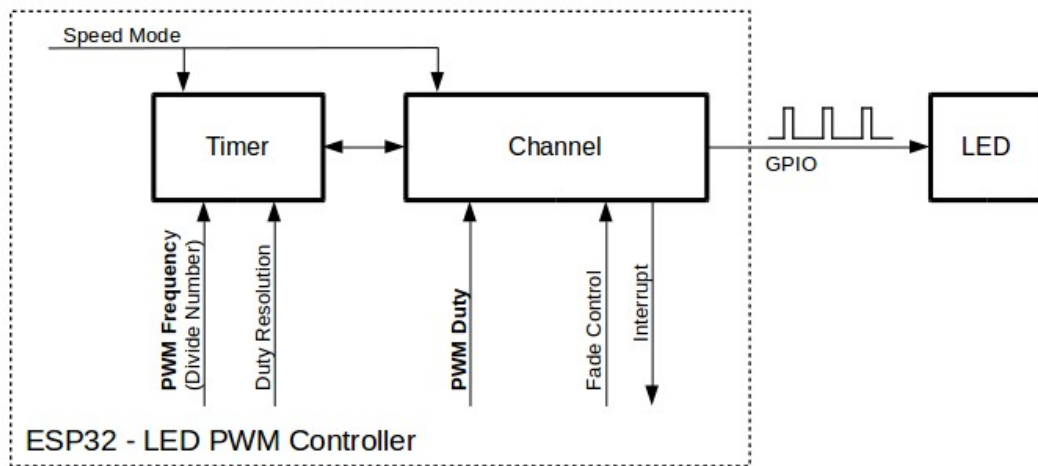 Speed Mode
Timer
Channel
GPIO
LED
PWM Frequency
(Divide Number)
Duty Resolution
PWM Duty
Fade Control
Interrupt
ESP32 - LED PWM Controller